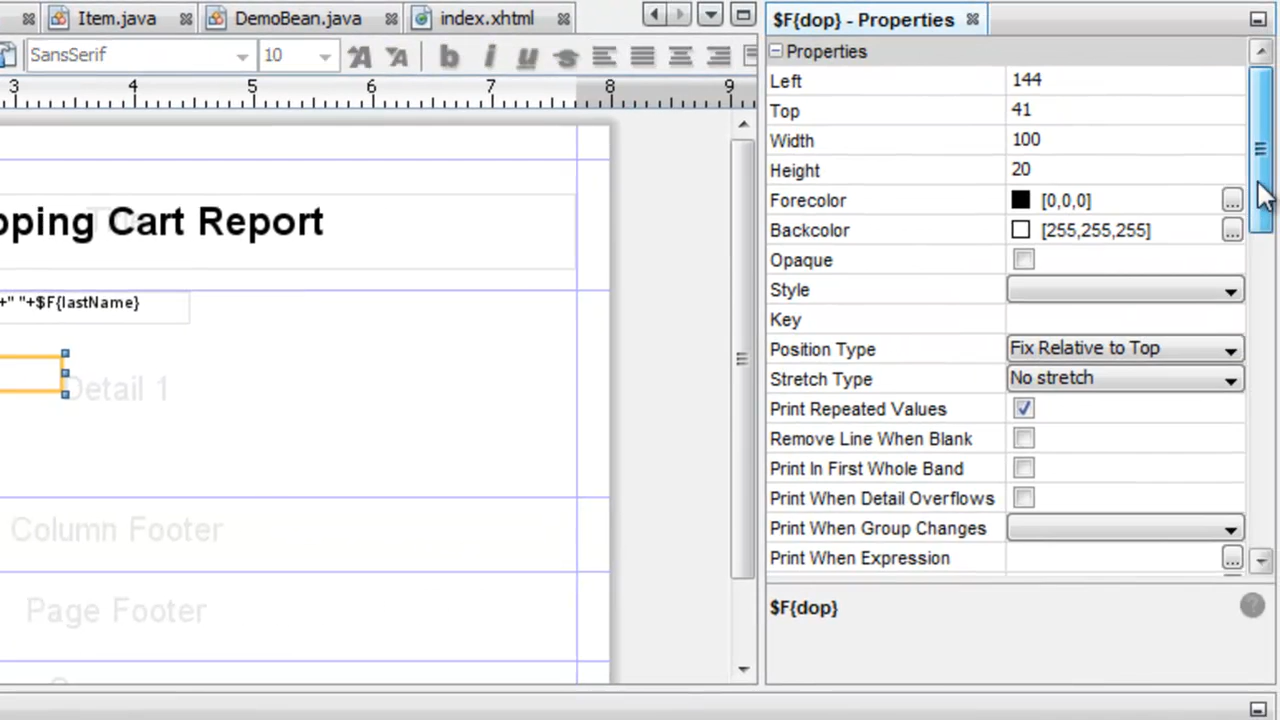 Item.java
DemoBean.java
index.xhtml
$F{dop} - Properties
SansSerif
10
b i u
3 4 5 6 7 8 9
Properties
Left 144
Top 41
Width 100
Height 20
Forecolor [0,0,0] ...
Backcolor [255,255,255] ...
Opaque
Style
Key
Position Type Fix Relative to Top
Stretch Type No stretch
Print Repeated Values
Remove Line When Blank
Print In First Whole Band
Print When Detail Overflows
Print When Group Changes
Print When Expression ...
$F{dop}
?
pping Cart Report
+" "+$F{lastName}
Detail 1
Column Footer
Page Footer